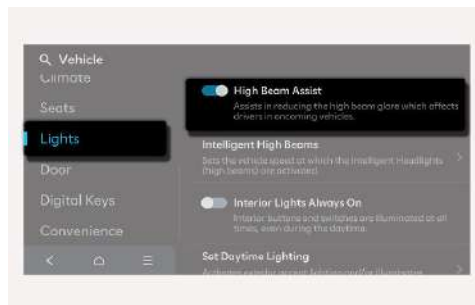 Vehicle
Climate
Seats
Lights
Door
Digital Keys
Convenience
High Beam Assist
Assists in reducing the high beam glare which affects
drivers in oncoming vehicles.
Intelligent High Beams
Sets the vehicle speed at which the Intelligent Headlights
(high beams) are activated.
Interior Lights Always On
Interior buttons and switches are illuminated at all
times, even during the daytime.
Set Daytime Lighting